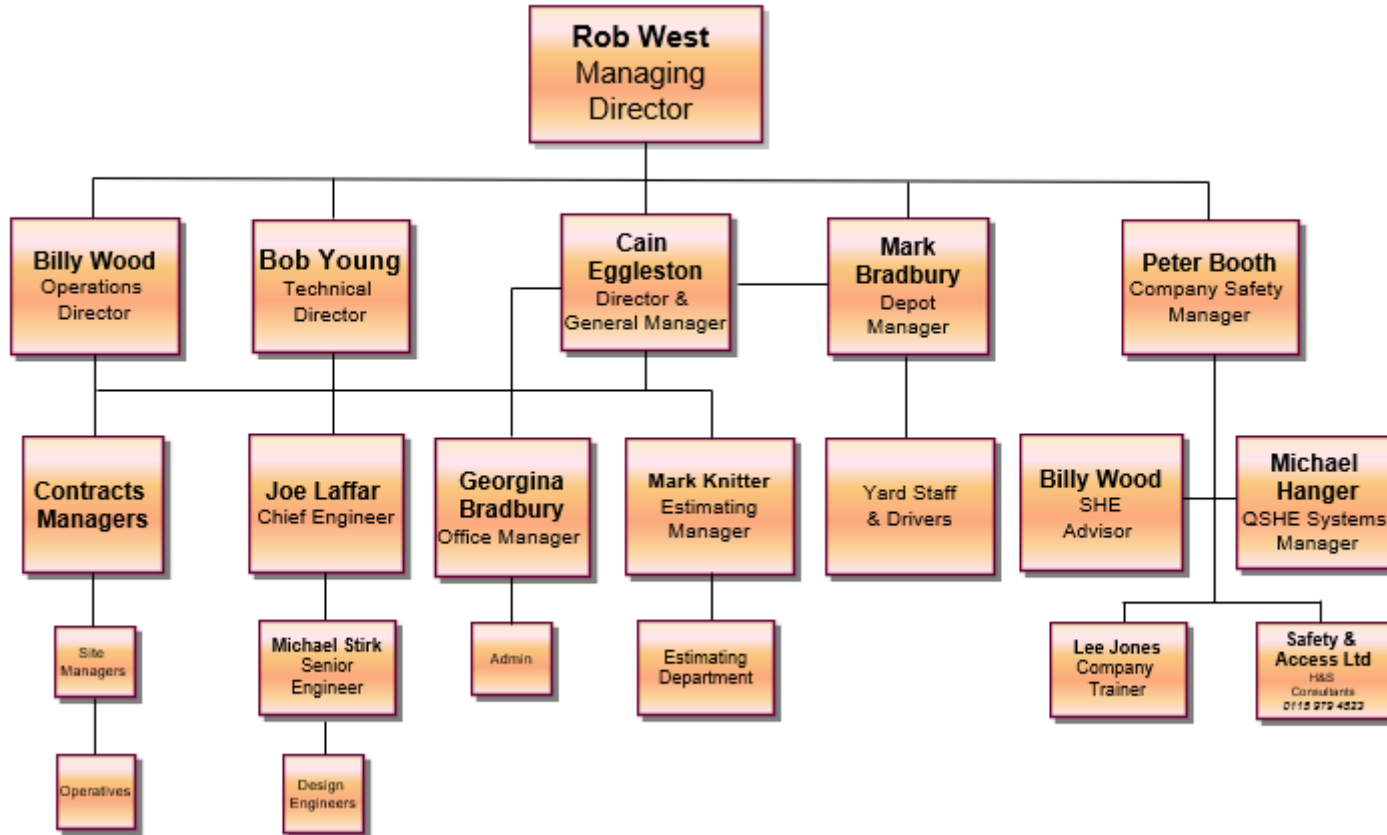 Rob West
Managing
Director
Billy Wood
Operations
Director
Bob Young
Technical
Director
Cain
Eggleston
Director &
General Manager
Mark
Bradbury
Depot
Manager
Peter Booth
Company Safety
Manager
Contracts
Managers
Joe Laffar
Chief Engineer
Georgina
Bradbury
Office Manager
Mark Knitter
Estimating
Manager
Yard Staff
& Drivers
Billy Wood
SHE
Advisor
Michael
Hanger
QSHE Systems
Manager
Site
Managers
Michael Stirk
Senior
Engineer
Admin
Estimating
Department
Lee Jones
Company
Trainer
Safety &
Access Ltd
H&S
Consultants
0115 979 4523
Operatives
Design
Engineers